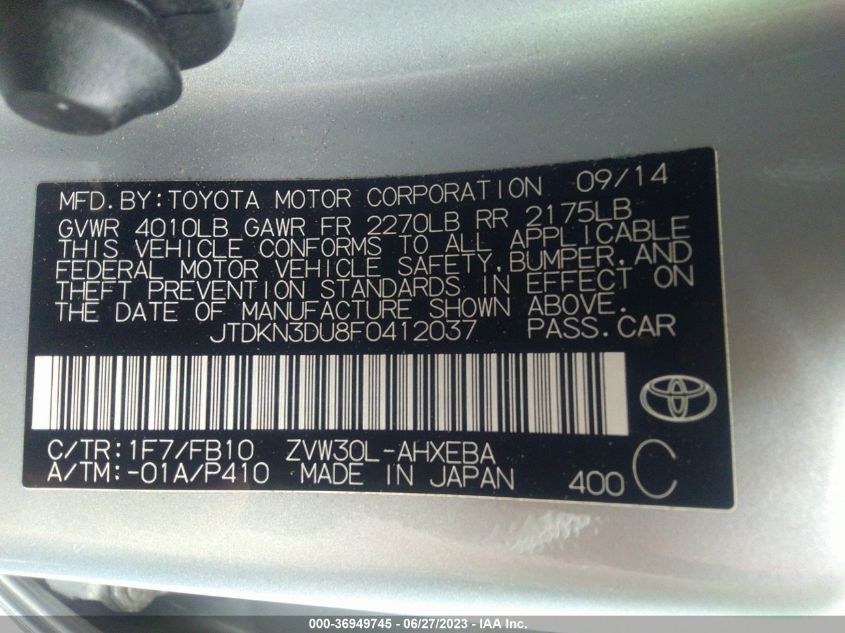 MFD.BY:TOYOTA MOTOR CORPORATION 09/14
GVWR 4010LB GAWR FR 2270LB RR 2175LB
THIS VEHICLE CONFORMS TO ALL APPLICABLE
FEDERAL MOTOR VEHICLE SAFETY,BUMPER,AND
THEFT PREVENTION STANDARDS IN EFFECT ON
THE DATE OF MANUFACTURE SHOWN ABOVE.
JTDKN3DU8F0412037 PASS.CAR
C/TR:1F7/FB10 ZVW30L-AHXEBA
A/TM:-01A/P410 MADE IN JAPAN 400 C
000-36949745 — 06/27/2023 — IAA Inc.